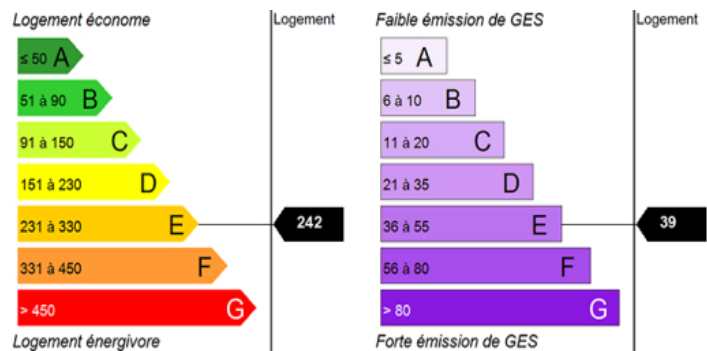 Logement économe
Logement
≤ 50 A
51 à 90 B
91 à 150 C
151 à 230 D
231 à 330 E
242
331 à 450 F
> 450 G
Logement énergivore
Faible émission de GES
Logement
≤ 5 A
6 à 10 B
11 à 20 C
21 à 35 D
36 à 55 E
39
56 à 80 F
> 80 G
Forte émission de GES